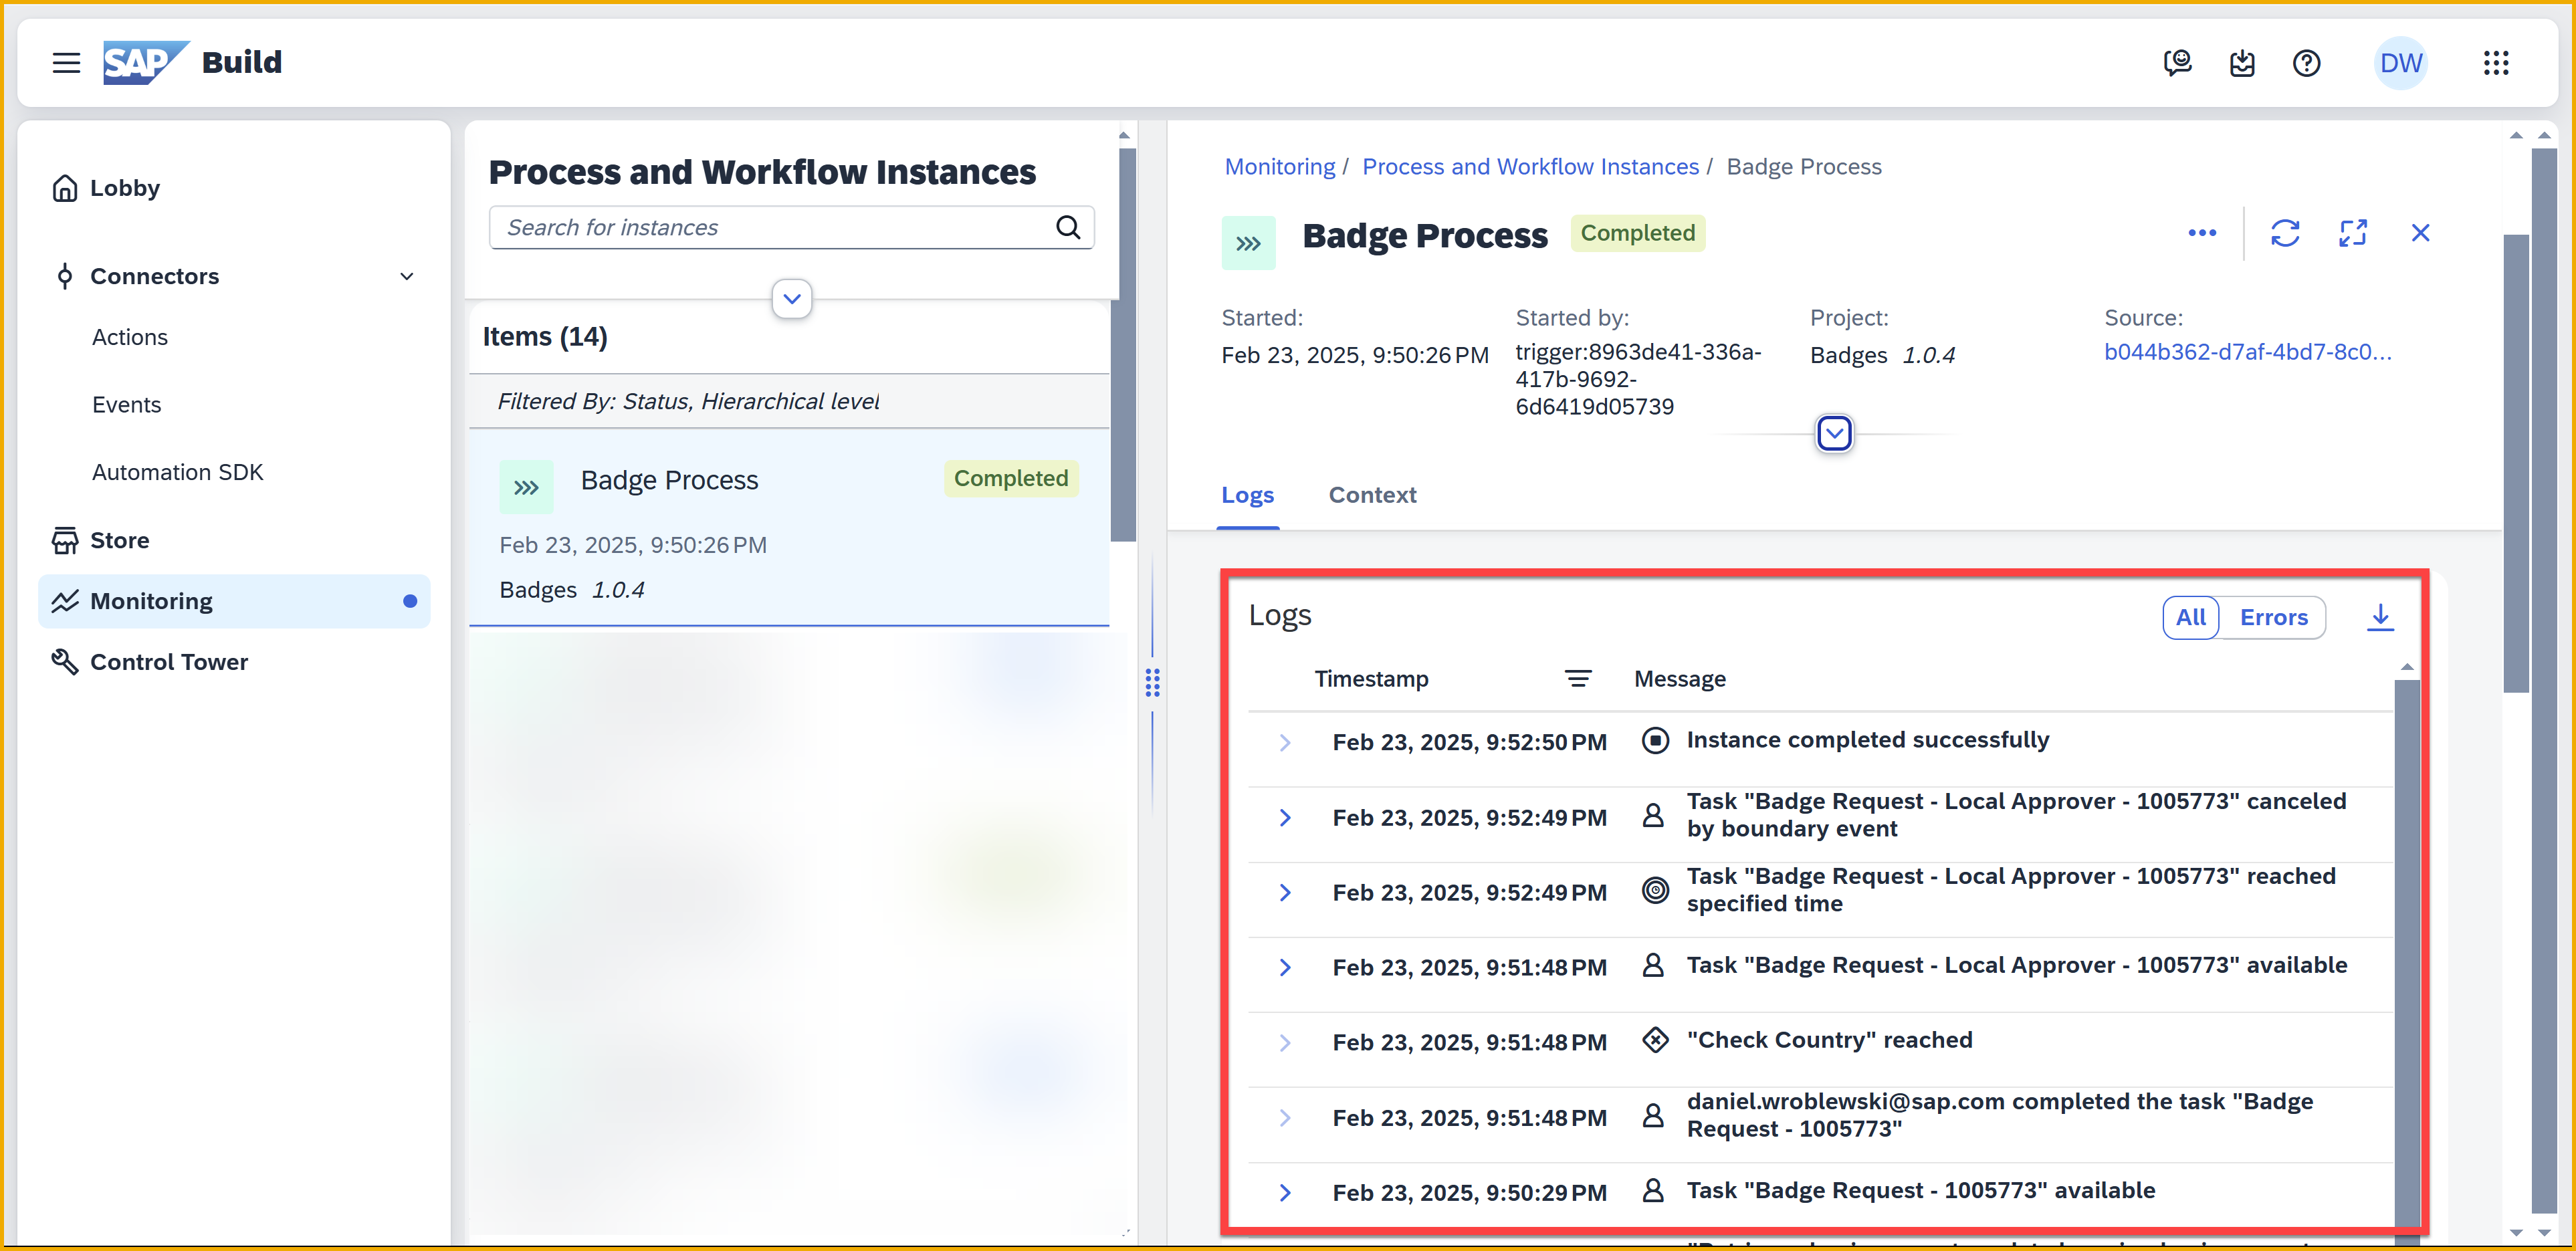 SAP Build
DW
Lobby
Connectors
Actions
Events
Automation SDK
Store
Monitoring
Control Tower
Process and Workflow Instances
Search for instances
Items (14)
Filtered By: Status, Hierarchical level
Badge Process
Completed
Feb 23, 2025, 9:50:26 PM
Badges 1.0.4
Monitoring / Process and Workflow Instances / Badge Process
Badge Process
Completed
Started:
Feb 23, 2025, 9:50:26 PM
Started by:
trigger:8963de41-336a-
417b-9692-
6d6419d05739
Project:
Badges 1.0.4
Source:
b044b362-d7af-4bd7-8c0...
Logs
Context
Logs
All
Errors
Timestamp
Message
Feb 23, 2025, 9:52:50 PM
Instance completed successfully
Feb 23, 2025, 9:52:49 PM
Task "Badge Request - Local Approver - 1005773" canceled
by boundary event
Feb 23, 2025, 9:52:49 PM
Task "Badge Request - Local Approver - 1005773" reached
specified time
Feb 23, 2025, 9:51:48 PM
Task "Badge Request - Local Approver - 1005773" available
Feb 23, 2025, 9:51:48 PM
"Check Country" reached
Feb 23, 2025, 9:51:48 PM
daniel.wroblewski@sap.com completed the task "Badge
Request - 1005773"
Feb 23, 2025, 9:50:29 PM
Task "Badge Request - 1005773" available